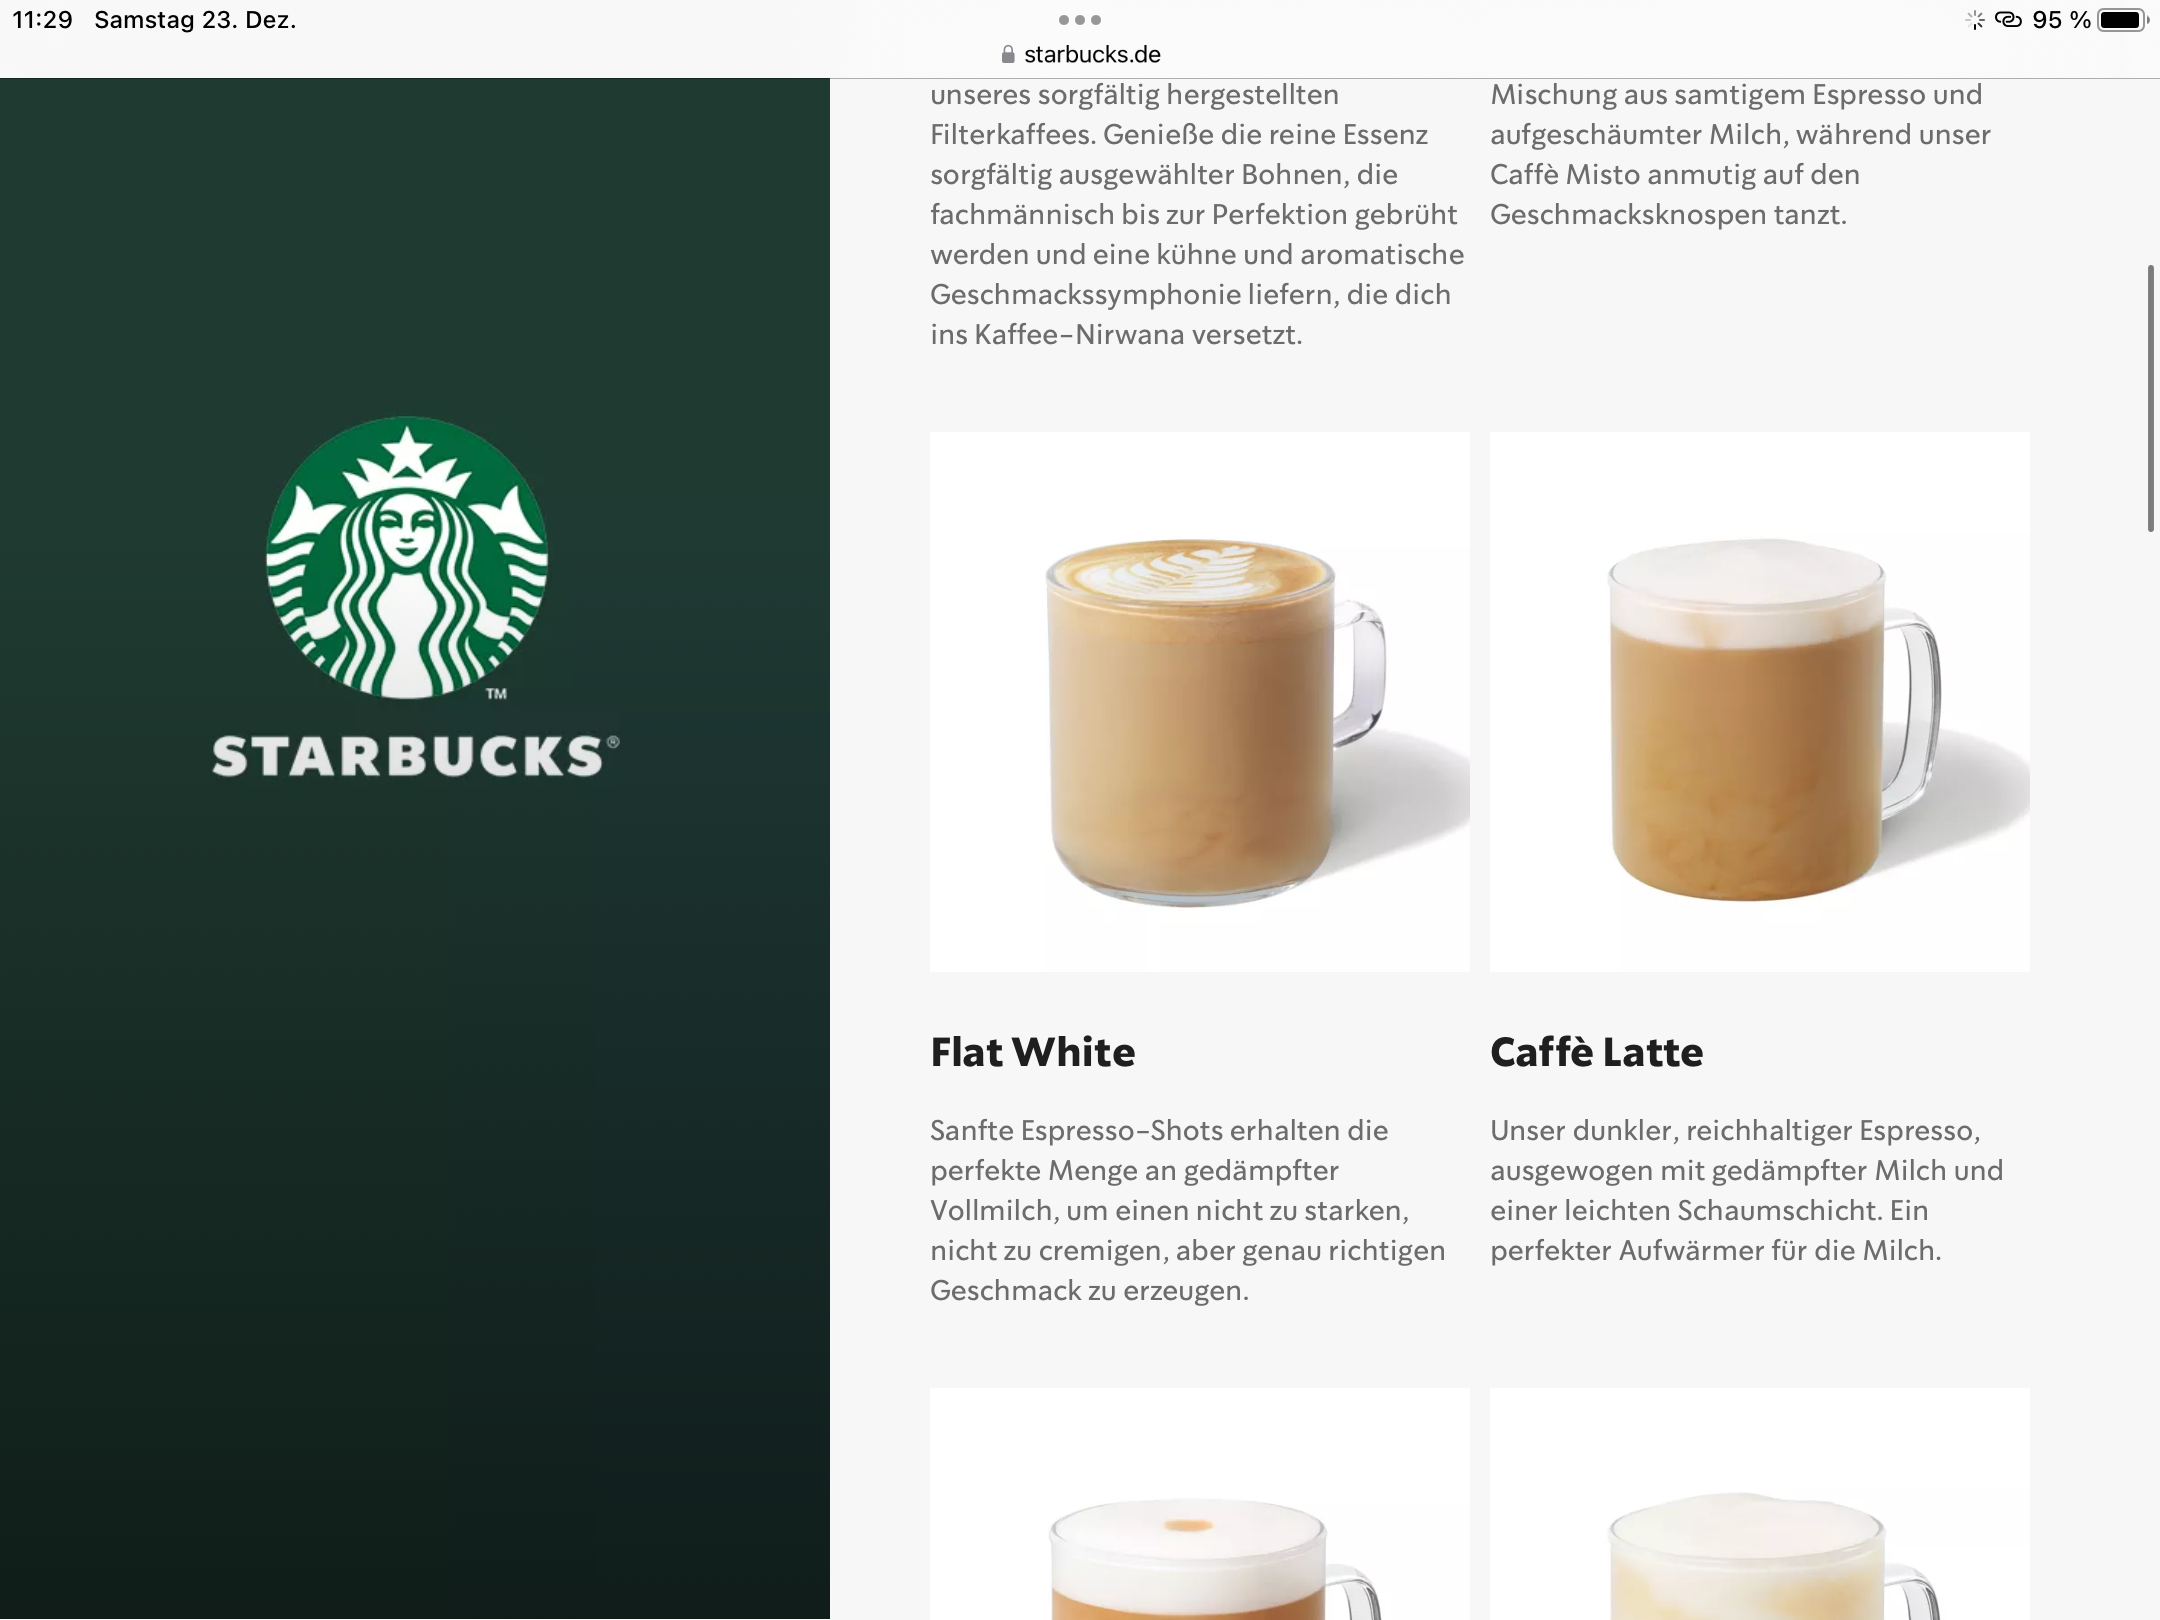 11:29 Samstag 23. Dez.
95 %
starbucks.de
TM
STARBUCKS®
unseres sorgfältig hergestellten
Filterkaffees. Genieße die reine Essenz
sorgfältig ausgewählter Bohnen, die
fachmännisch bis zur Perfektion gebrüht
werden und eine kühne und aromatische
Geschmackssymphonie liefern, die dich
ins Kaffee-Nirwana versetzt.
Mischung aus samtigem Espresso und
aufgeschäumter Milch, während unser
Caffè Misto anmutig auf den
Geschmacksknospen tanzt.
Flat White
Sanfte Espresso-Shots erhalten die
perfekte Menge an gedämpfter
Vollmilch, um einen nicht zu starken,
nicht zu cremigen, aber genau richtigen
Geschmack zu erzeugen.
Caffè Latte
Unser dunkler, reichhaltiger Espresso,
ausgewogen mit gedämpfter Milch und
einer leichten Schaumschicht. Ein
perfekter Aufwärmer für die Milch.